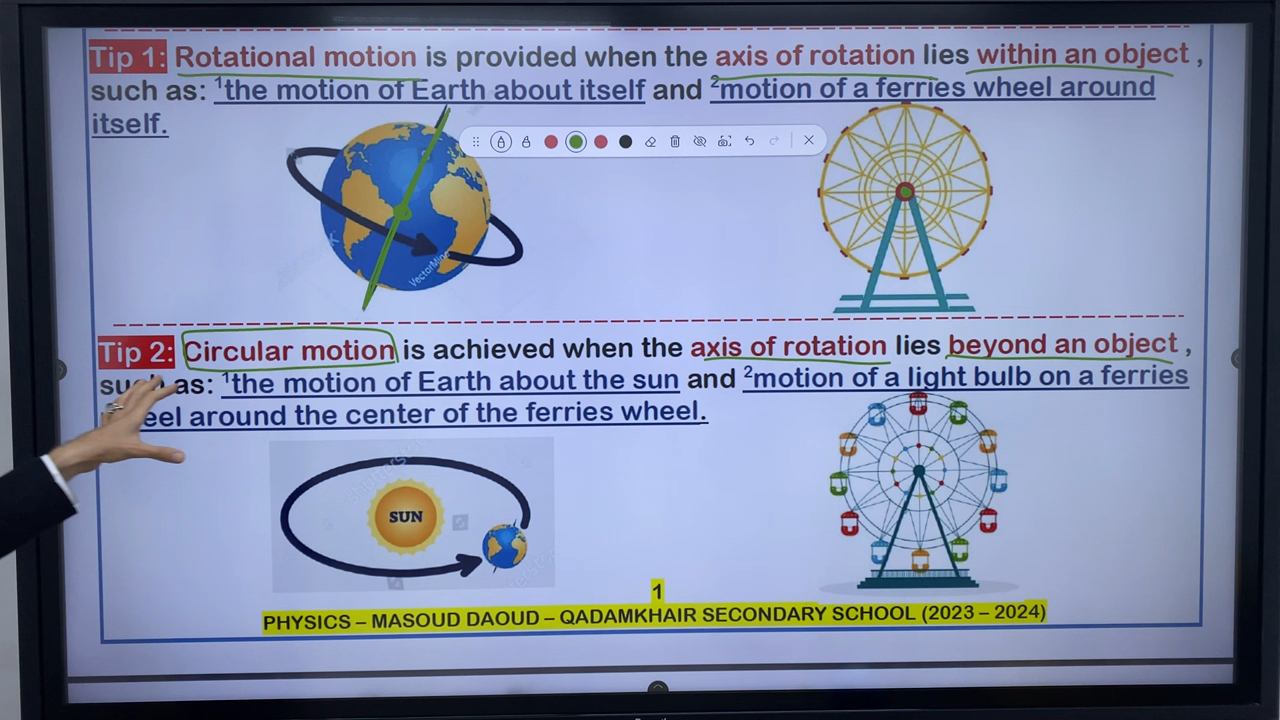 Tip 1: Rotational motion is provided when the axis of rotation lies within an object ,
such as: ¹the motion of Earth about itself and ²motion of a ferries wheel around
itself.
VectorMine
Tip 2: Circular motion is achieved when the axis of rotation lies beyond an object ,
such as: ¹the motion of Earth about the sun and ²motion of a light bulb on a ferries
eel around the center of the ferries wheel.
SUN
1
PHYSICS – MASOUD DAOUD – QADAMKHAIR SECONDARY SCHOOL (2023 – 2024)